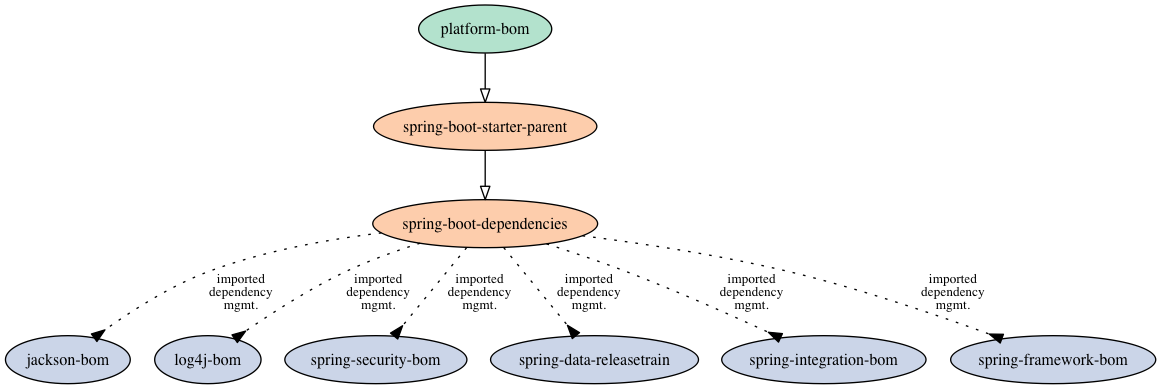 platform-bom
spring-boot-starter-parent
spring-boot-dependencies
imported
dependency
mgmt.
imported
dependency
mgmt.
imported
dependency
mgmt.
imported
dependency
mgmt.
imported
dependency
mgmt.
imported
dependency
mgmt.
jackson-bom
log4j-bom
spring-security-bom
spring-data-releasetrain
spring-integration-bom
spring-framework-bom